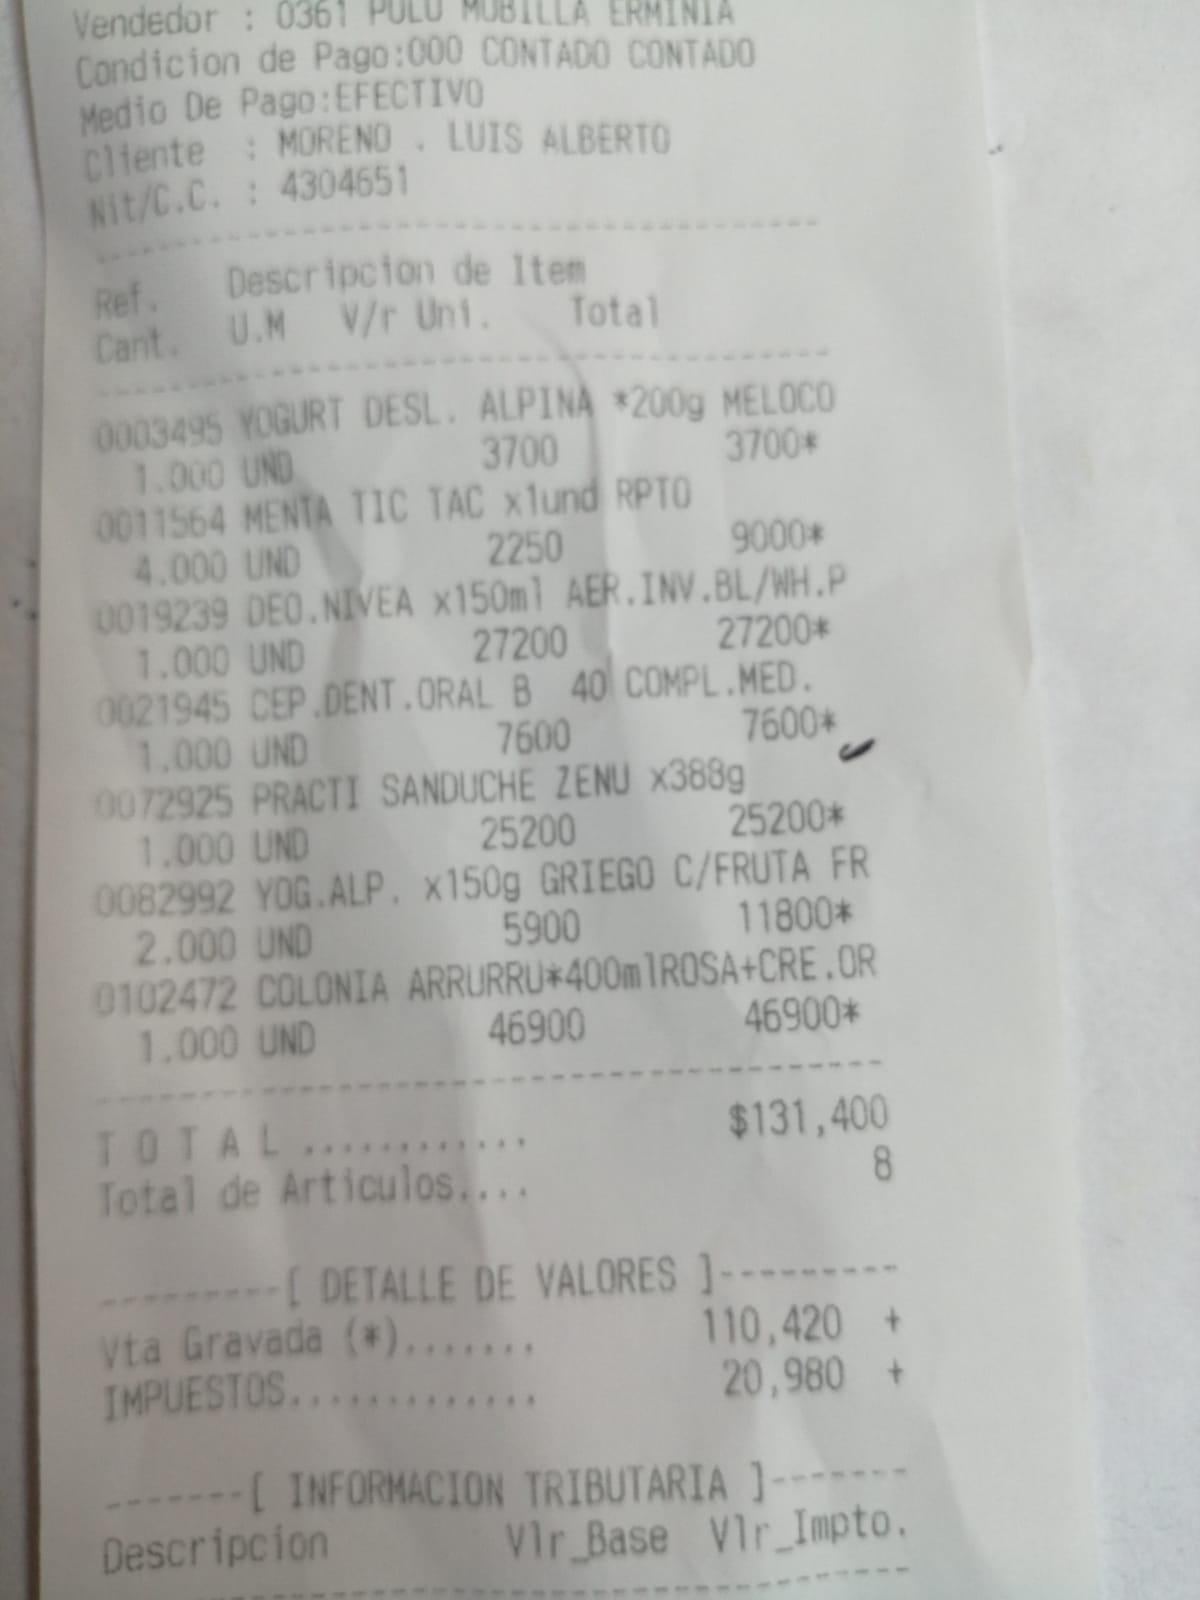 Vendedor : 0361 POLO MOBILLA ERMINIA
Condicion de Pago:000 CONTADO CONTADO
Medio De Pago:EFECTIVO
Cliente : MORENO . LUIS ALBERTO
Nit/C.C. : 4304651
--------------------------------------
Ref. Descripcion de Item
Cant. U.M V/r Uni. Total
--------------------------------------
0003495 YOGURT DESL. ALPINA *200g MELOCO
1.000 UND 3700 3700*
0011564 MENTA TIC TAC x1und RPTO
4.000 UND 2250 9000*
0019239 DEO.NIVEA x150ml AER.INV.BL/WH.P
1.000 UND 27200 27200*
0021945 CEP.DENT.ORAL B 40 COMPL.MED.
1.000 UND 7600 7600*
0072925 PRACTI SANDUCHE ZENU x388g
1.000 UND 25200 25200*
0082992 YOG.ALP. x150g GRIEGO C/FRUTA FR
2.000 UND 5900 11800*
0102472 COLONIA ARRURRU*400mlROSA+CRE.OR
1.000 UND 46900 46900*
--------------------------------------
T O T A L ............ $131,400
Total de Articulos.... 8
---------[ DETALLE DE VALORES ]---------
Vta Gravada (*)....... 110,420 +
IMPUESTOS............. 20,980 +
-------[ INFORMACION TRIBUTARIA ]-------
Descripcion Vlr_Base Vlr_Impto.
--------------------------------------